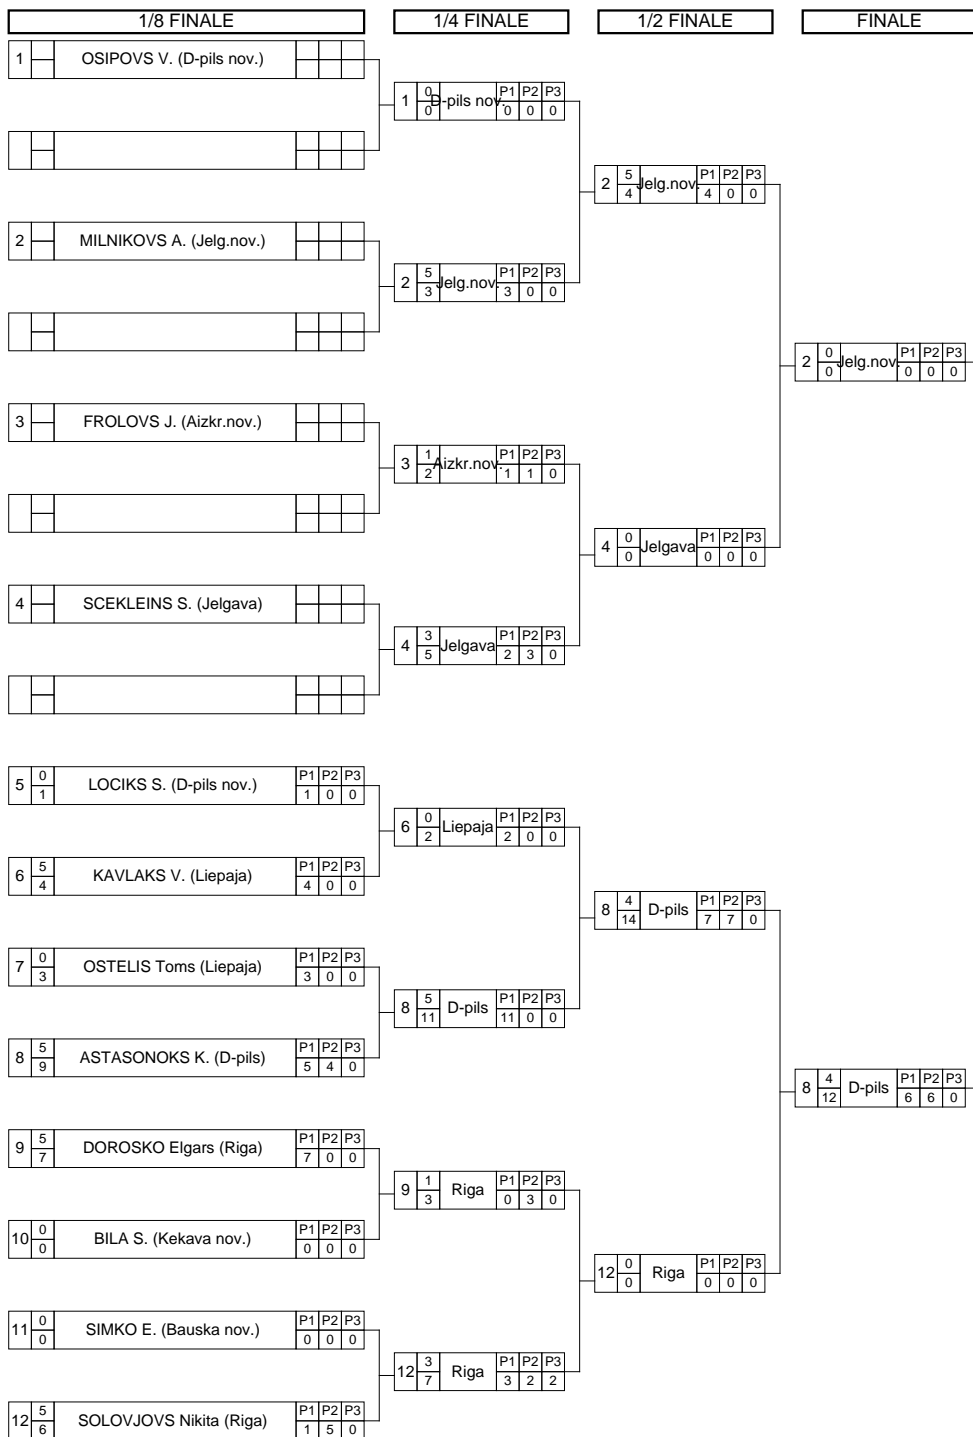 1/8 FINALE 1/4 FINALE 1/2 FINALE FINALE
1 OSIPOVS V. (D-pils nov.)
1 0 0 D-pils nov. P1 P2 P3 0 0 0
2 5 4 Jelg.nov. P1 P2 P3 4 0 0
2 MILNIKOVS A. (Jelg.nov.)
2 5 3 Jelg.nov. P1 P2 P3 3 0 0
2 0 0 Jelg.nov. P1 P2 P3 0 0 0
3 FROLOVS J. (Aizkr.nov.)
3 1 2 Aizkr.nov. P1 P2 P3 1 1 0
4 0 0 Jelgava P1 P2 P3 0 0 0
4 SCEKLEINS S. (Jelgava)
4 3 5 Jelgava P1 P2 P3 2 3 0
5 0 1 LOCIKS S. (D-pils nov.) P1 P2 P3 1 0 0
6 0 2 Liepaja P1 P2 P3 2 0 0
6 5 4 KAVLAKS V. (Liepaja) P1 P2 P3 4 0 0
8 4 14 D-pils P1 P2 P3 7 7 0
7 0 3 OSTELIS Toms (Liepaja) P1 P2 P3 3 0 0
8 5 11 D-pils P1 P2 P3 11 0 0
8 5 9 ASTASONOKS K. (D-pils) P1 P2 P3 5 4 0
8 4 12 D-pils P1 P2 P3 6 6 0
9 5 7 DOROSKO Elgars (Riga) P1 P2 P3 7 0 0
9 1 3 Riga P1 P2 P3 0 3 0
10 0 0 BILA S. (Kekava nov.) P1 P2 P3 0 0 0
12 0 0 Riga P1 P2 P3 0 0 0
11 0 0 SIMKO E. (Bauska nov.) P1 P2 P3 0 0 0
12 3 7 Riga P1 P2 P3 3 2 2
12 5 6 SOLOVJOVS Nikita (Riga) P1 P2 P3 1 5 0